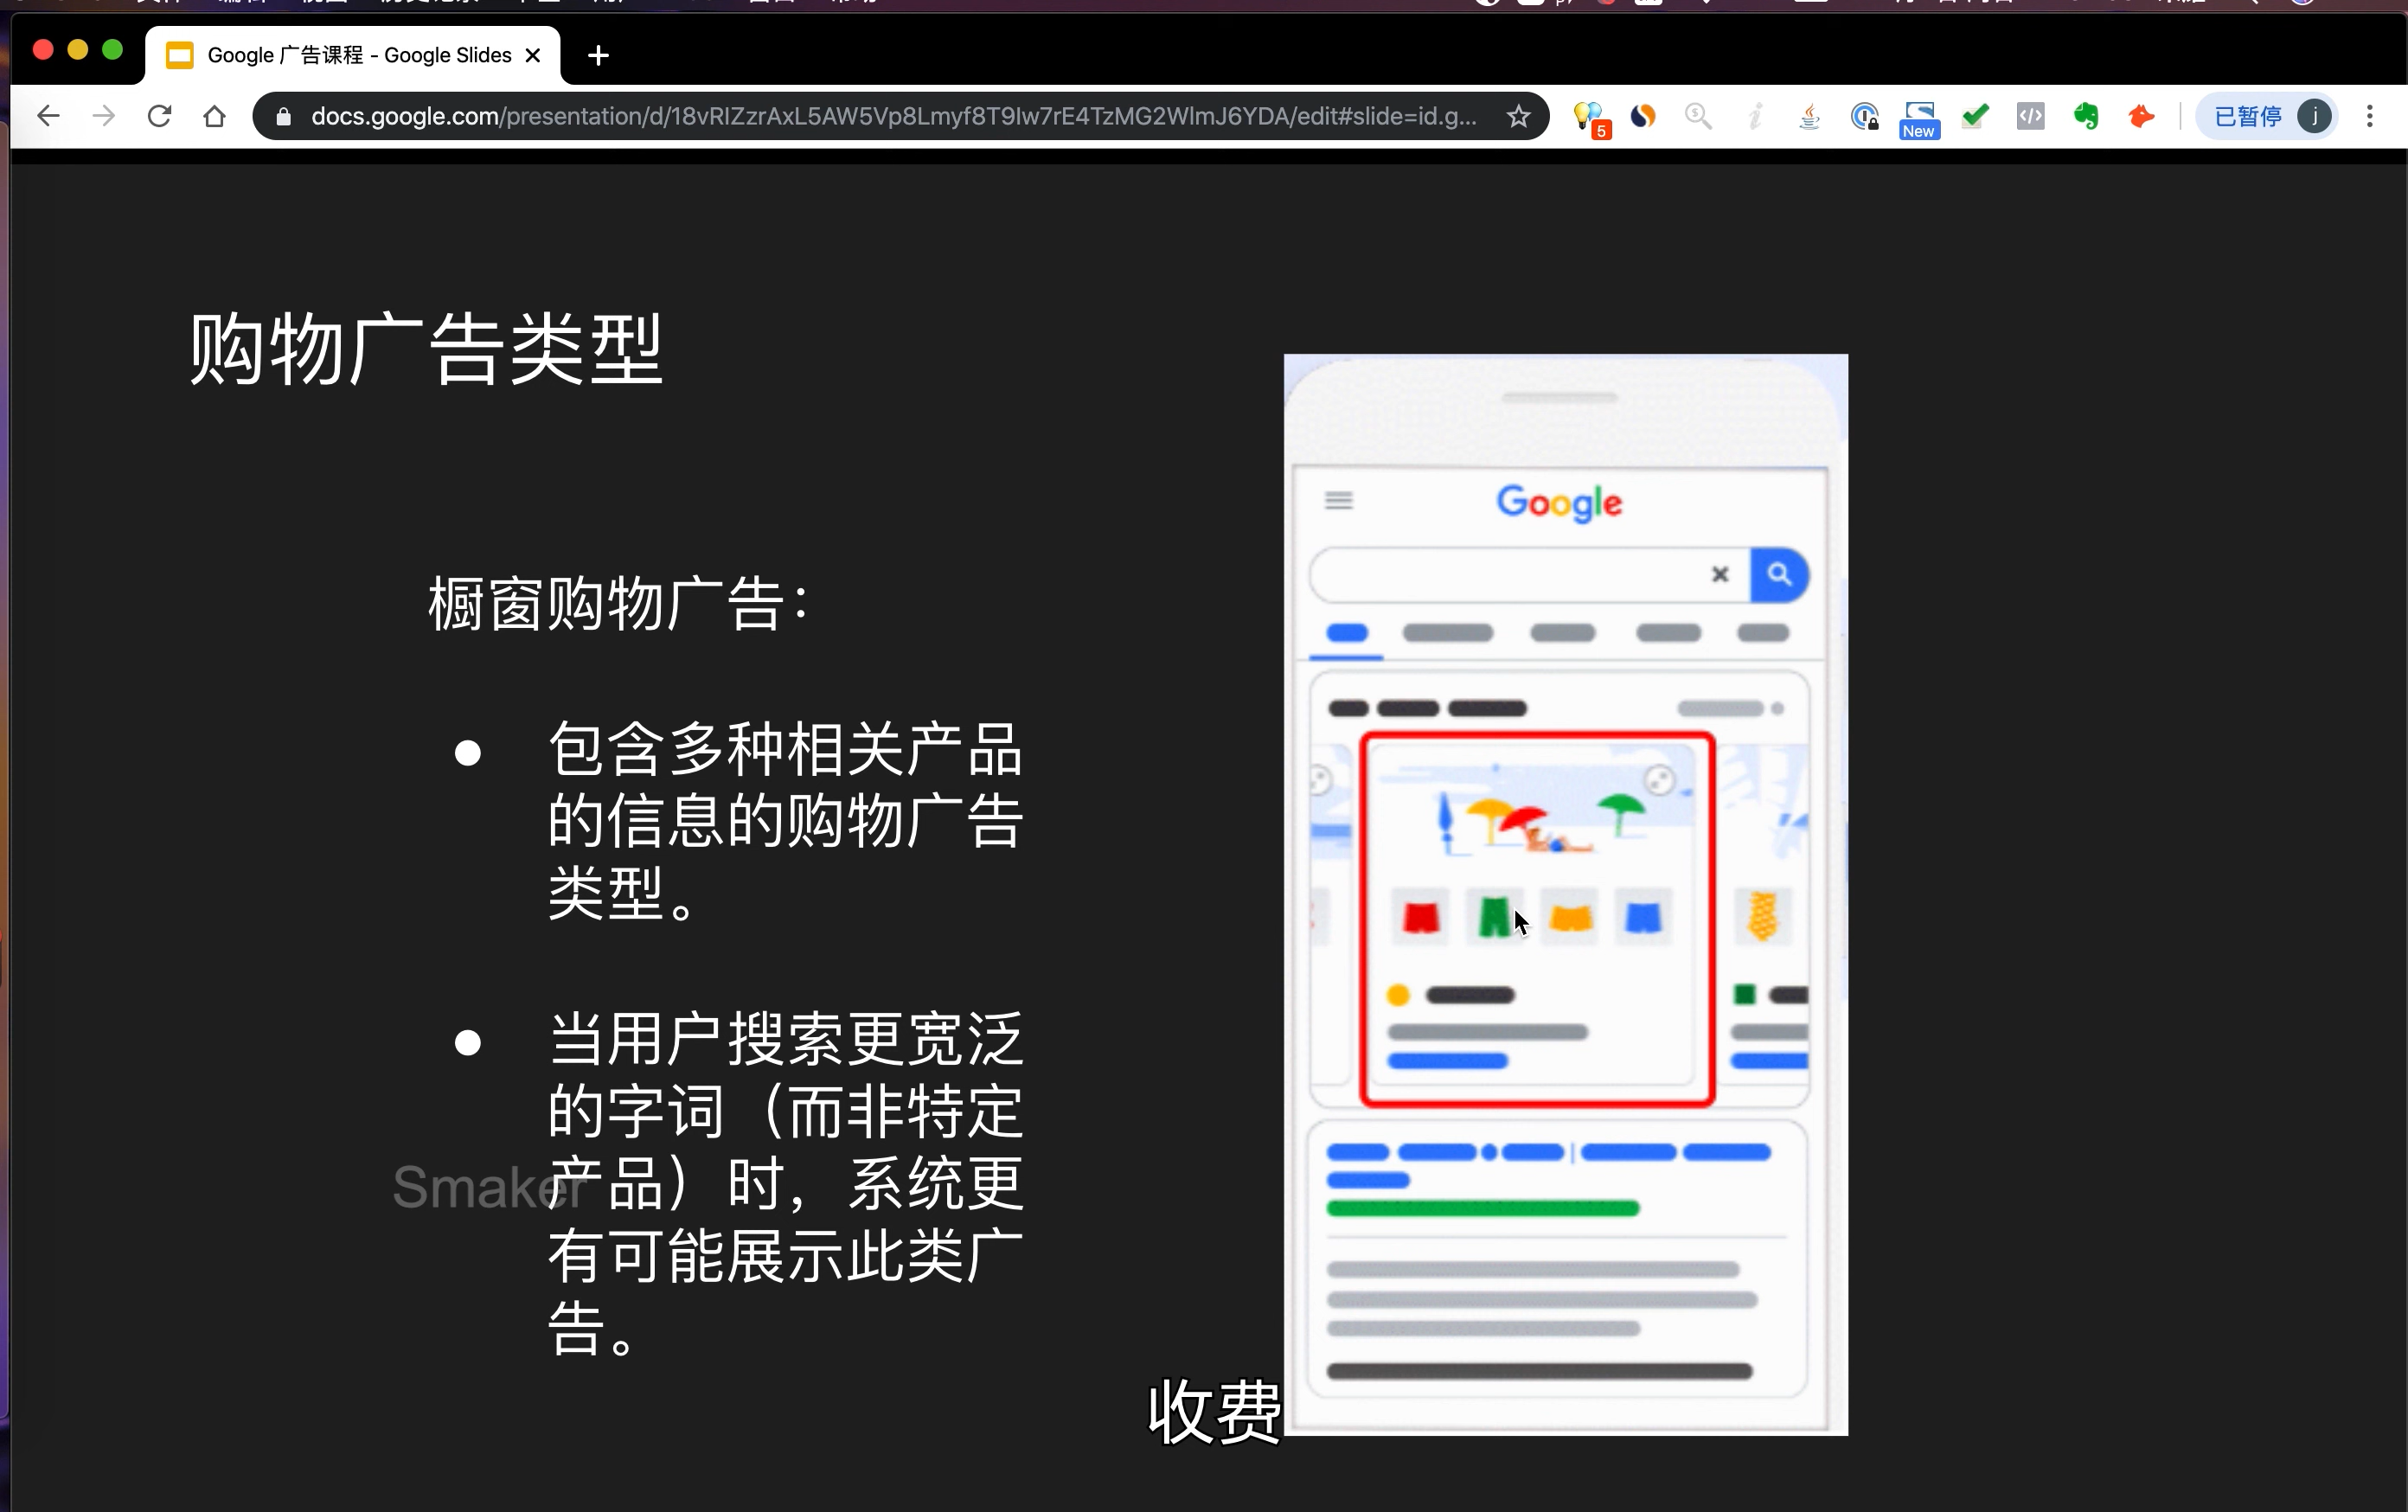 Google 广告课程 - Google Slides
docs.google.com/presentation/d/18vRIZzrAxL5AW5Vp8Lmyf8T9Iw7rE4TzMG2WlmJ6YDA/edit#slide=id.g...
5
New
已暂停
j
购物广告类型
橱窗购物广告：
● 包含多种相关产品
的信息的购物广告
类型。
● 当用户搜索更宽泛
的字词（而非特定
产品）时，系统更
有可能展示此类广
告。
Smaker
Google
收费